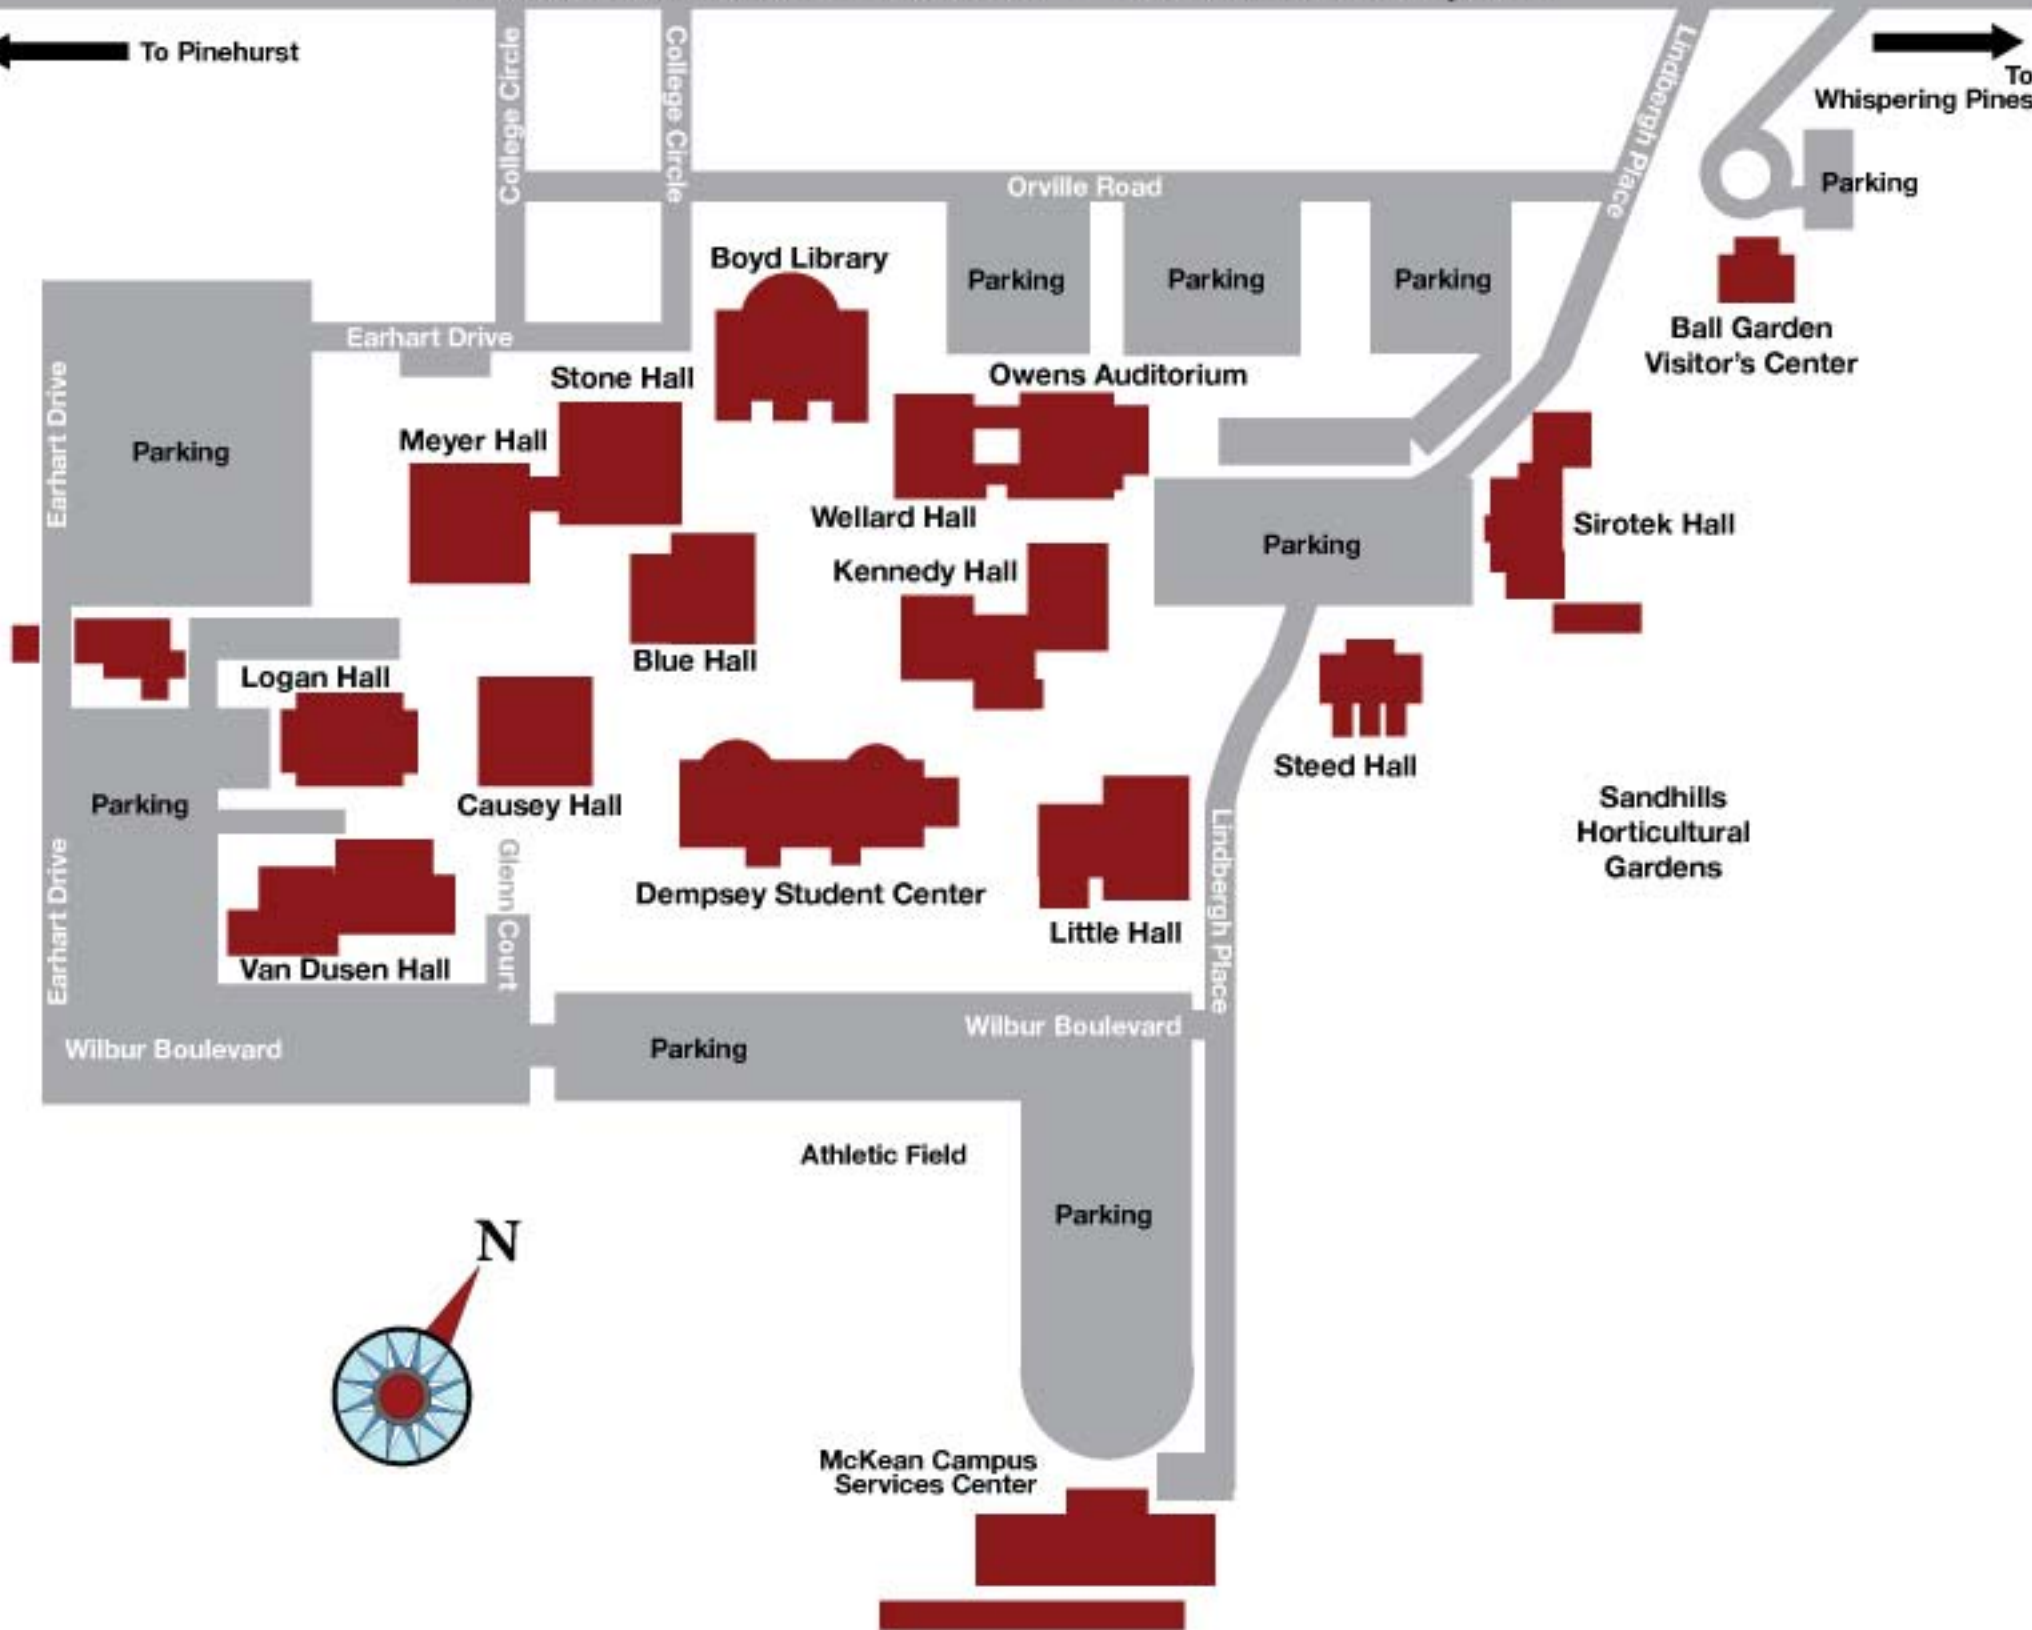 To Pinehurst
College Circle
College Circle
Lindbergh Place
To
Whispering Pines
Parking
Orville Road
Boyd Library
Parking
Parking
Parking
Ball Garden
Visitor's Center
Earhart Drive
Earhart Drive
Stone Hall
Owens Auditorium
Meyer Hall
Parking
Wellard Hall
Sirotek Hall
Parking
Kennedy Hall
Blue Hall
Logan Hall
Steed Hall
Sandhills
Horticultural
Gardens
Parking
Causey Hall
Earhart Drive
Glenn Court
Dempsey Student Center
Little Hall
Lindbergh Place
Van Dusen Hall
Wilbur Boulevard
Wilbur Boulevard
Parking
Athletic Field
Parking
N
McKean Campus
Services Center